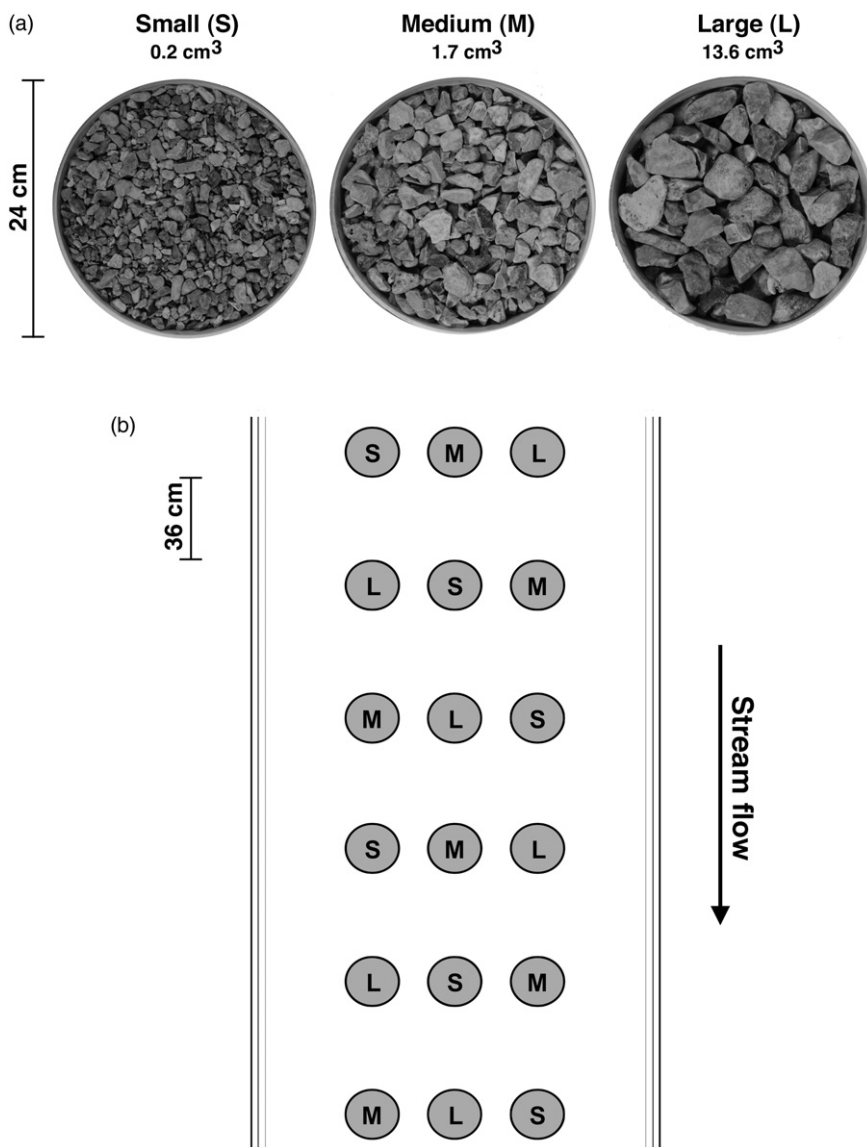 (a)
Small (S) Medium (M) Large (L)
0.2 cm³ 1.7 cm³ 13.6 cm³
24 cm
(b)
S M L
36 cm
L S M
M L S
Stream flow
S M L
L S M
M L S